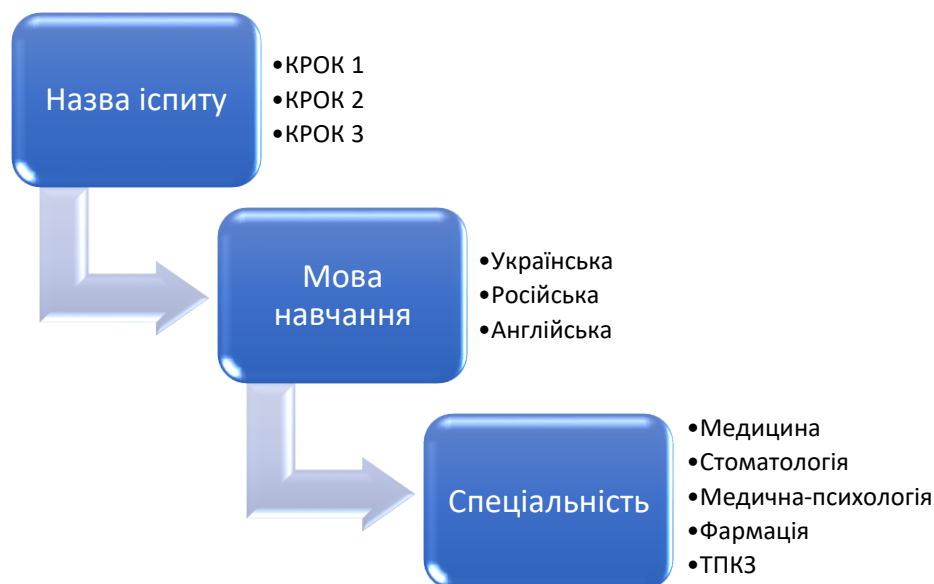 Назва іспиту
•КРОК 1
•КРОК 2
•КРОК 3
Мова
навчання
•Українська
•Російська
•Англійська
Спеціальність
•Медицина
•Стоматологія
•Медична-психологія
•Фармація
•ТПКЗ